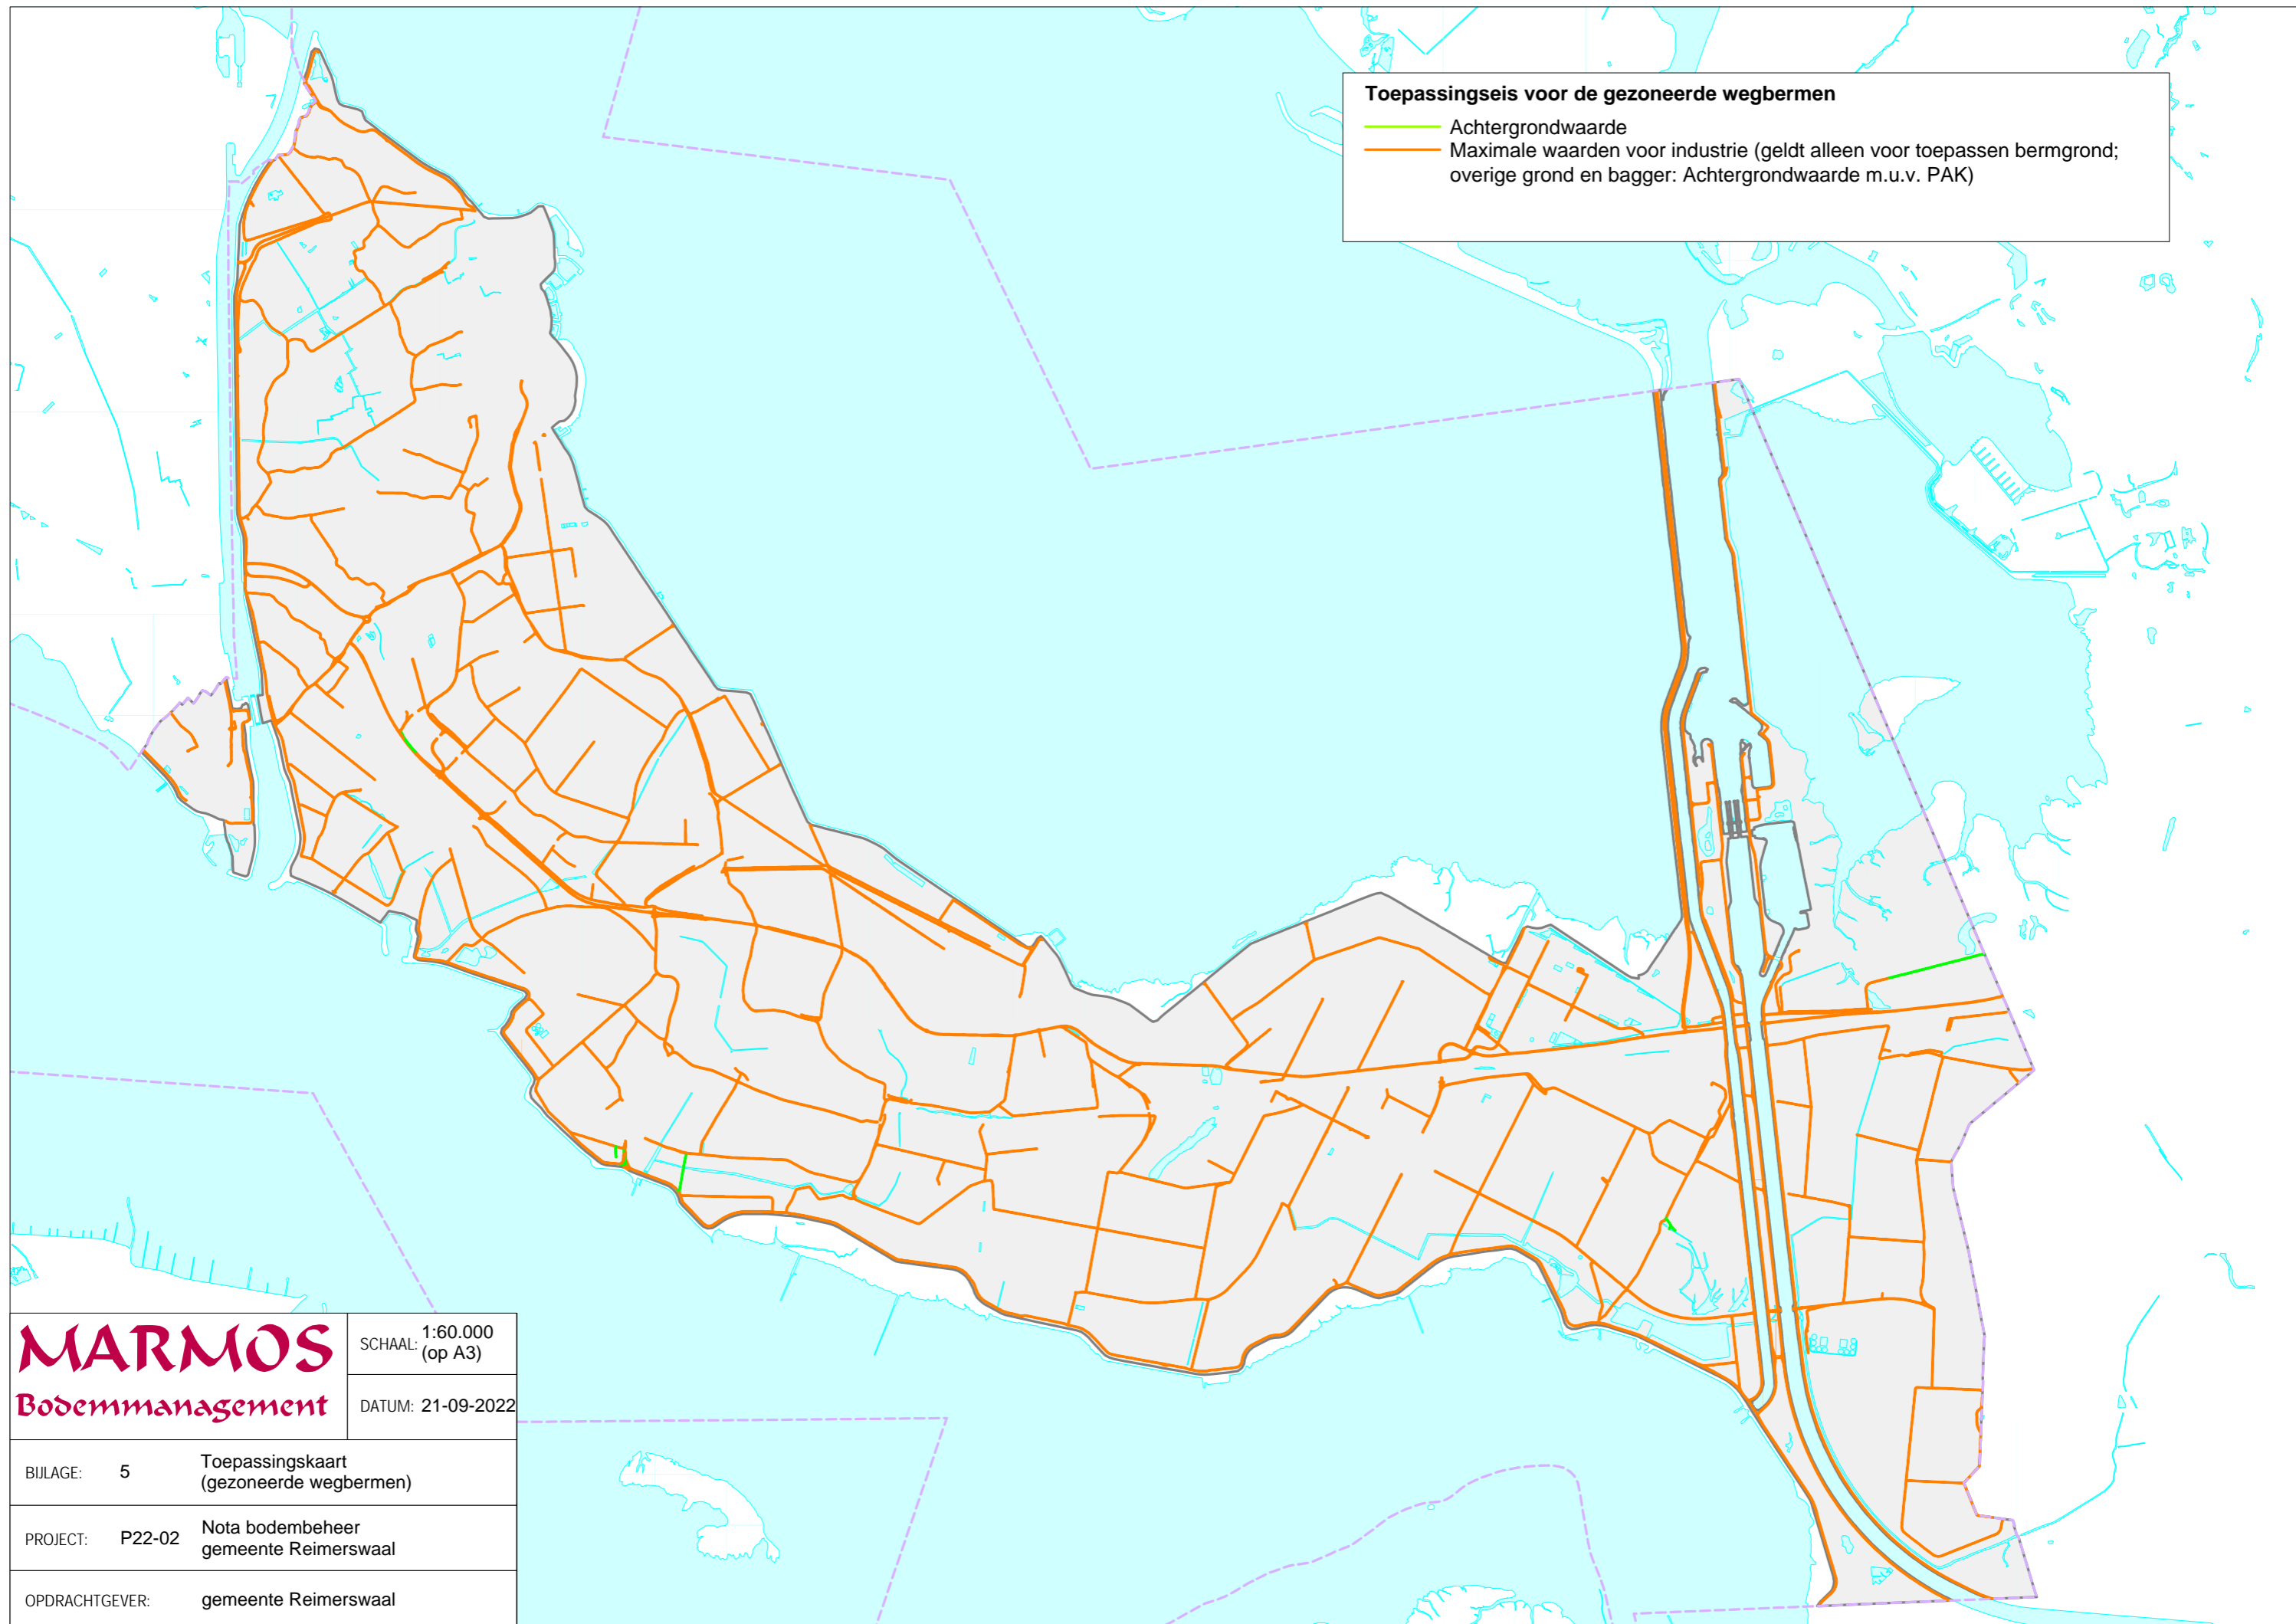 Toepassingseis voor de gezoneerde wegbermen
Achtergrondwaarde
Maximale waarden voor industrie (geldt alleen voor toepassen bermgrond;
overige grond en bagger: Achtergrondwaarde m.u.v. PAK)
MARMOS
Bodemmanagement
SCHAAL: 1:60.000
(op A3)
DATUM: 21-09-2022
BIJLAGE: 5 Toepassingskaart
(gezoneerde wegbermen)
PROJECT: P22-02 Nota bodembeheer
gemeente Reimerswaal
OPDRACHTGEVER: gemeente Reimerswaal